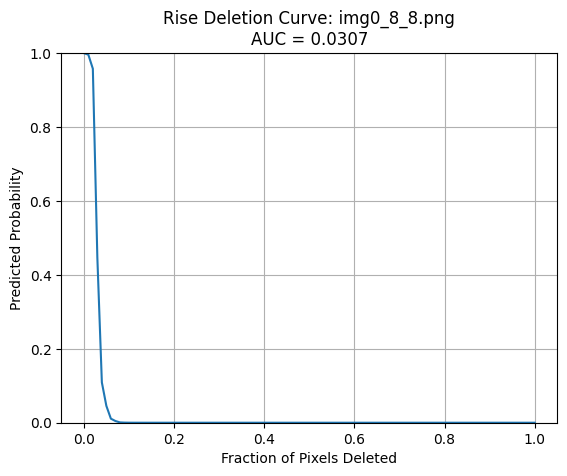 Rise Deletion Curve: img0_8_8.png
AUC = 0.0307
1.0
0.8
0.6
0.4
0.2
0.0
Predicted Probability
0.0 0.2 0.4 0.6 0.8 1.0
Fraction of Pixels Deleted